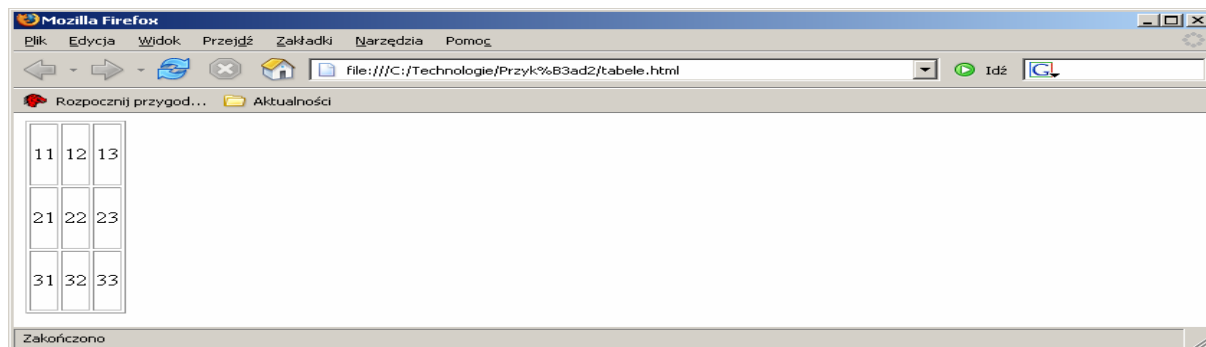 Mozilla Firefox
Plik Edycja Widok Przejdź Zakładki Narzędzia Pomoc
file:///C:/Technologie/Przyk%B3ad2/tabele.html Idź G
Rozpocznij przygod... Aktualności
11 12 13
21 22 23
31 32 33
Zakończono